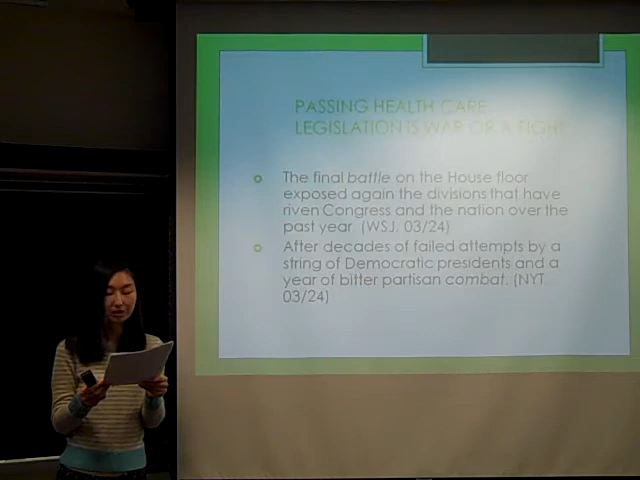 PASSING HEALTH CARE
LEGISLATION IS WAR OR A FIGHT
The final battle on the House floor
exposed again the divisions that have
riven Congress and the nation over the
past year (WSJ, 03/24)
After decades of failed attempts by a
string of Democratic presidents and a
year of bitter partisan combat. (NYT,
03/24)